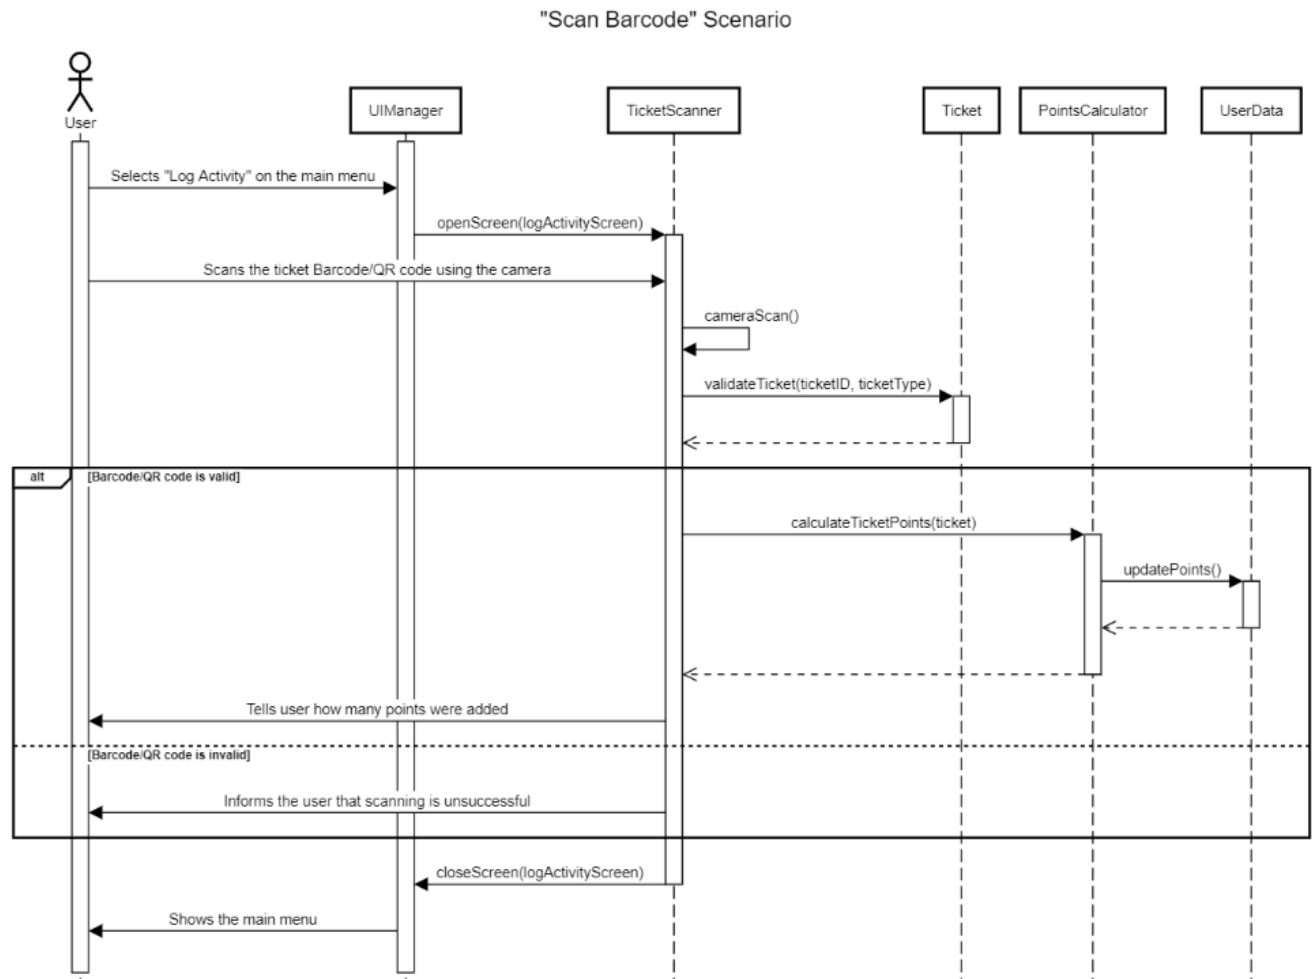 "Scan Barcode" Scenario
User
UIManager
TicketScanner
Ticket
PointsCalculator
UserData
Selects "Log Activity" on the main menu
openScreen(logActivityScreen)
Scans the ticket Barcode/QR code using the camera
cameraScan()
validateTicket(ticketID, ticketType)
alt
[Barcode/QR code is valid]
calculateTicketPoints(ticket)
updatePoints()
Tells user how many points were added
[Barcode/QR code is invalid]
Informs the user that scanning is unsuccessful
closeScreen(logActivityScreen)
Shows the main menu